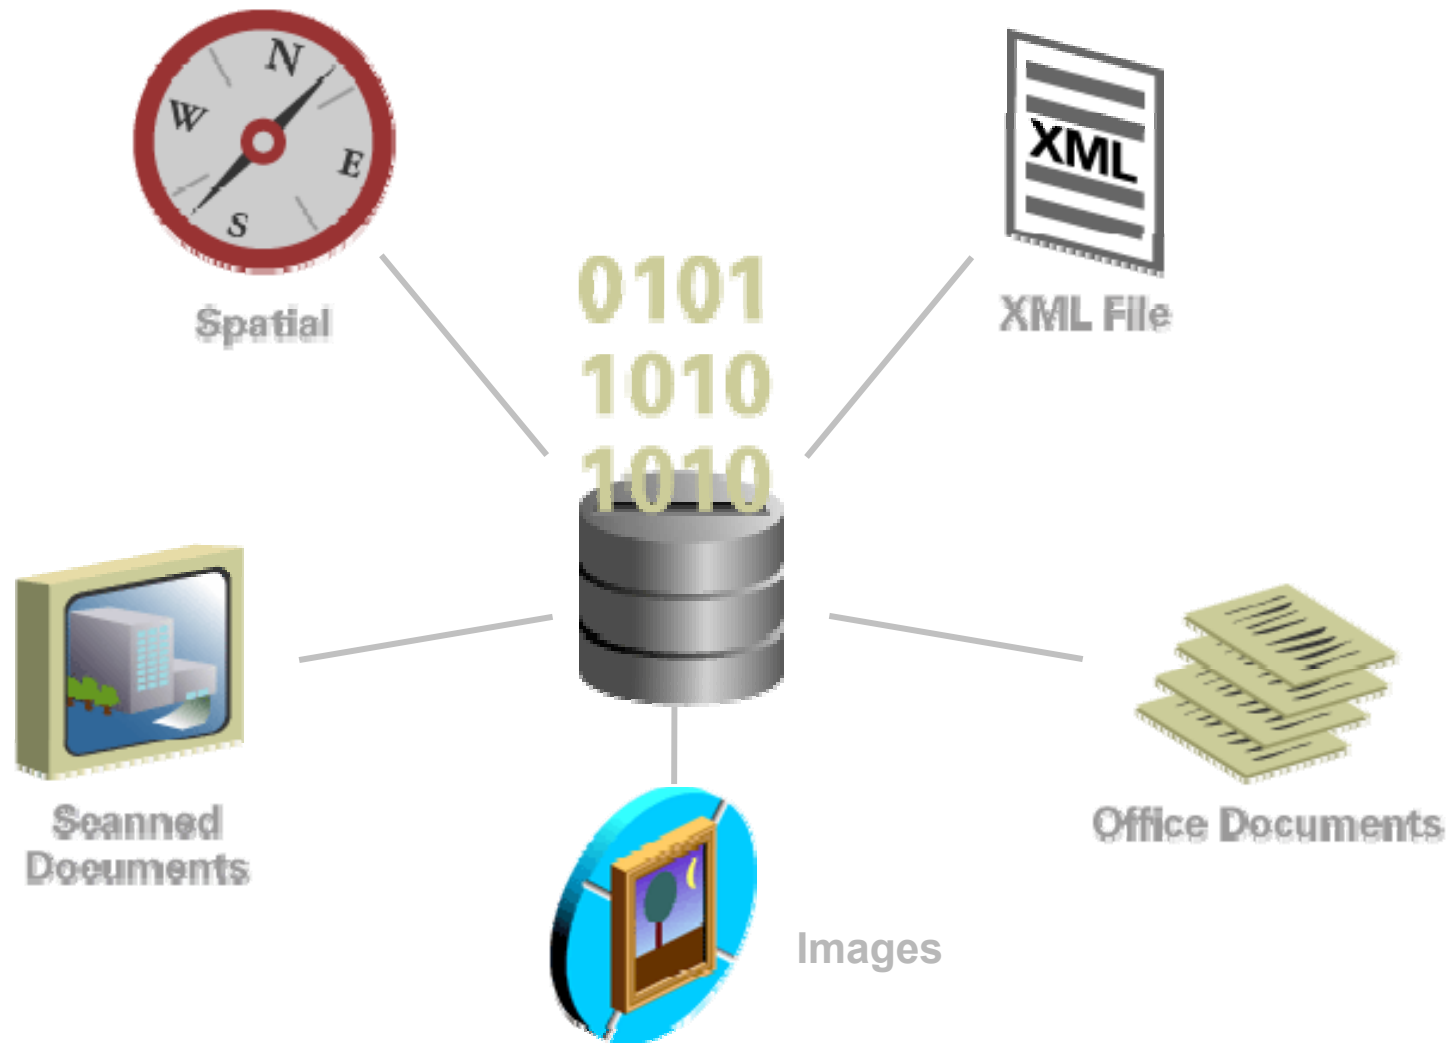 N
W
E
S
Spatial
XML
XML File
0101
1010
1010
Scanned
Documents
Office Documents
Images